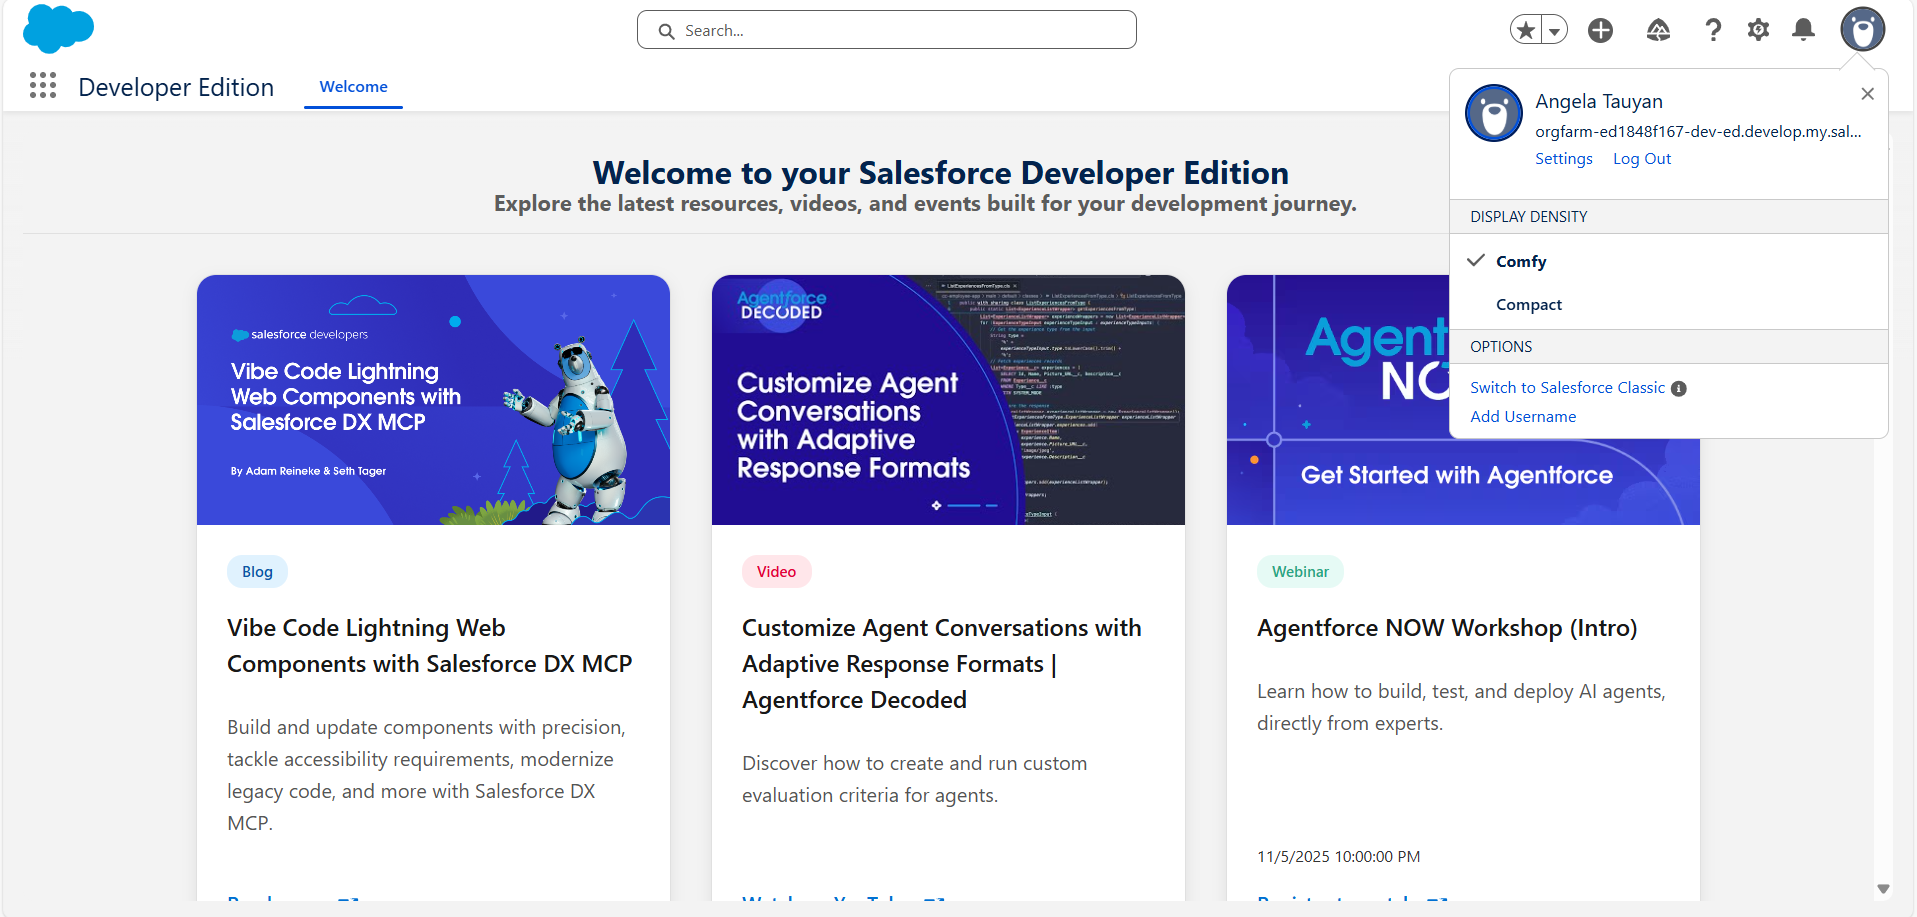 Search...
Developer Edition
Welcome
Angela Tauyan
orgfarm-ed1848f167-dev-ed.develop.my.sal...
Settings Log Out
DISPLAY DENSITY
Comfy
Compact
OPTIONS
Switch to Salesforce Classic
Add Username
Welcome to your Salesforce Developer Edition
Explore the latest resources, videos, and events built for your development journey.
salesforce developers
Vibe Code Lightning
Web Components with
Salesforce DX MCP
By Adam Reineke & Seth Tager
Blog
Vibe Code Lightning Web
Components with Salesforce DX MCP
Build and update components with precision,
tackle accessibility requirements, modernize
legacy code, and more with Salesforce DX
MCP.
Agentforce
DECODED
Customize Agent
Conversations
with Adaptive
Response Formats
Video
Customize Agent Conversations with
Adaptive Response Formats |
Agentforce Decoded
Discover how to create and run custom
evaluation criteria for agents.
Agent
NO
Get Started with Agentforce
Webinar
Agentforce NOW Workshop (Intro)
Learn how to build, test, and deploy AI agents,
directly from experts.
11/5/2025 10:00:00 PM